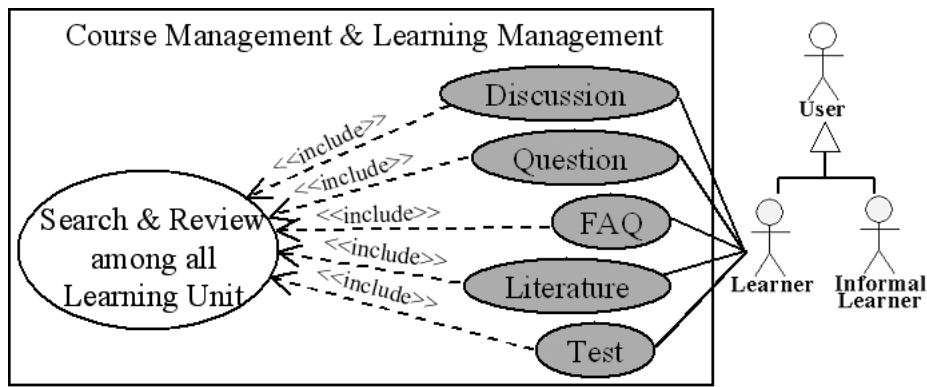 Course Management & Learning Management
Discussion
<<include>>
Question
<<include>>
FAQ
<<include>>
Search & Review
among all
Learning Unit
<<include>>
Literature
<<include>>
Test
User
Learner
Informal
Learner